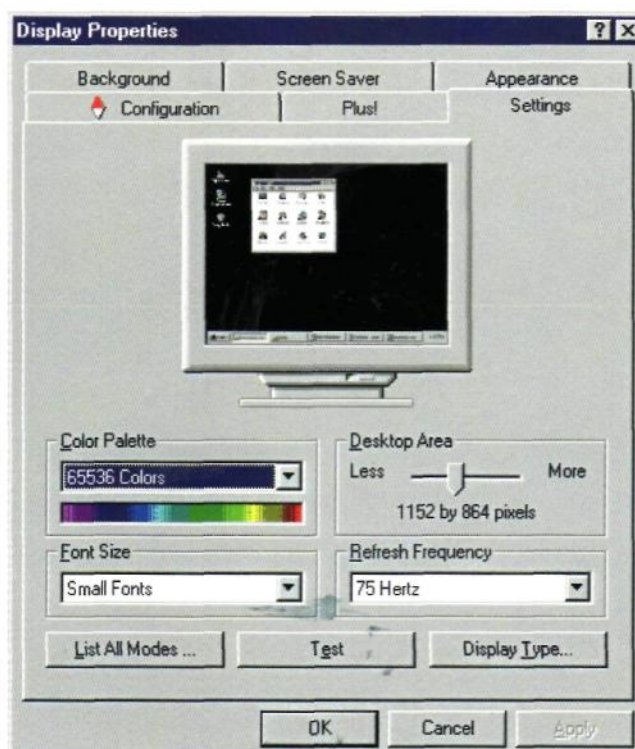 Display Properties
Background Screen Saver Appearance
Configuration Plus! Settings
Color Palette Desktop Area
65536 Colors Less More
1152 by 864 pixels
Font Size Refresh Frequency
Small Fonts 75 Hertz
List All Modes ... Test Display Type...
OK Cancel Apply